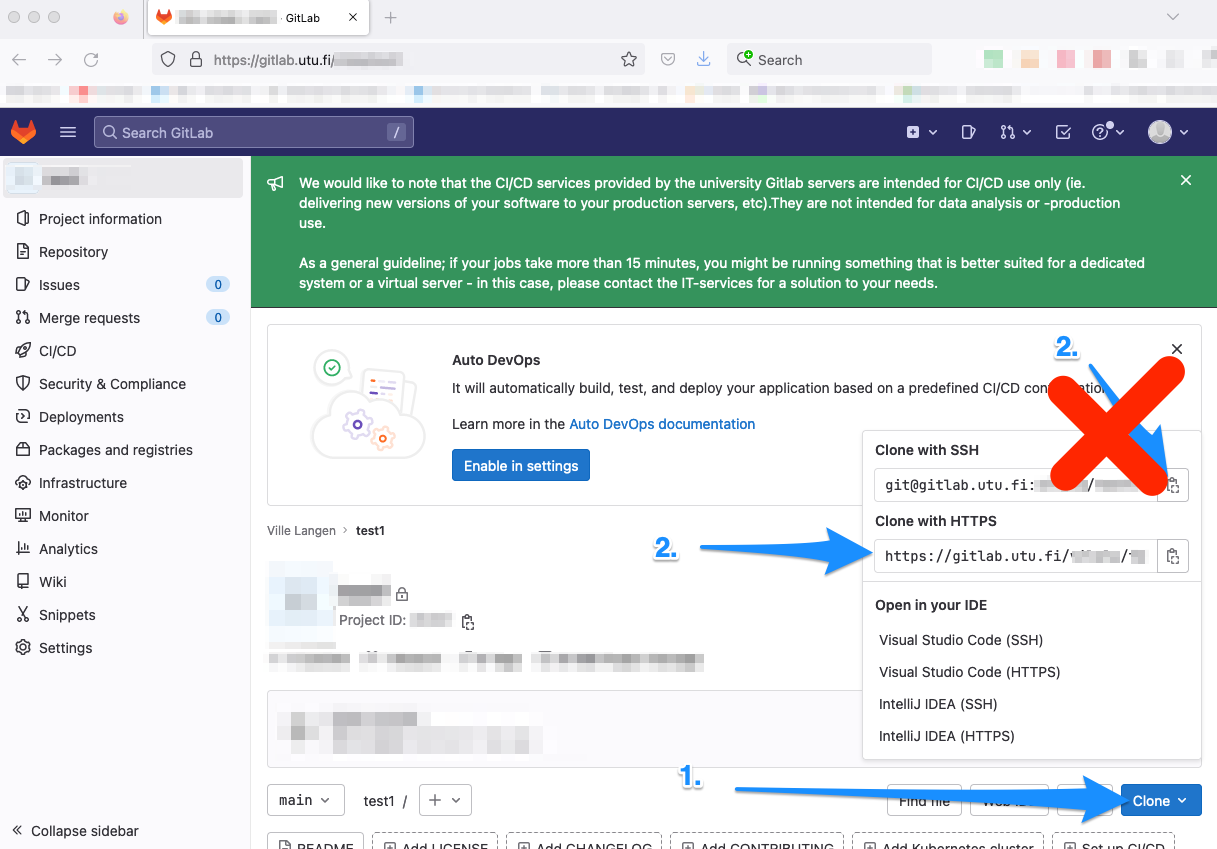 · GitLab
https://gitlab.utu.fi/
Search
Search GitLab /
We would like to note that the CI/CD services provided by the university Gitlab servers are intended for CI/CD use only (ie.
delivering new versions of your software to your production servers, etc).They are not intended for data analysis or -production
use.
As a general guideline; if your jobs take more than 15 minutes, you might be running something that is better suited for a dedicated
system or a virtual server - in this case, please contact the IT-services for a solution to your needs.
Project information
Repository
Issues 0
Merge requests 0
CI/CD
Security & Compliance
Deployments
Packages and registries
Infrastructure
Monitor
Analytics
Wiki
Snippets
Settings
Collapse sidebar
Auto DevOps
It will automatically build, test, and deploy your application based on a predefined CI/CD
Learn more in the Auto DevOps documentation
Enable in settings
2.
Clone with SSH
git@gitlab.utu.fi: /
Clone with HTTPS
https://gitlab.utu.fi/ /
2.
Open in your IDE
Visual Studio Code (SSH)
Visual Studio Code (HTTPS)
IntelliJ IDEA (SSH)
IntelliJ IDEA (HTTPS)
Ville Langen > test1
Project ID:
1.
main
test1 /
Find file
Clone
README
Add LICENSE
Add CHANGELOG
Add CONTRIBUTING
Add Kubernetes cluster
Set up CI/CD